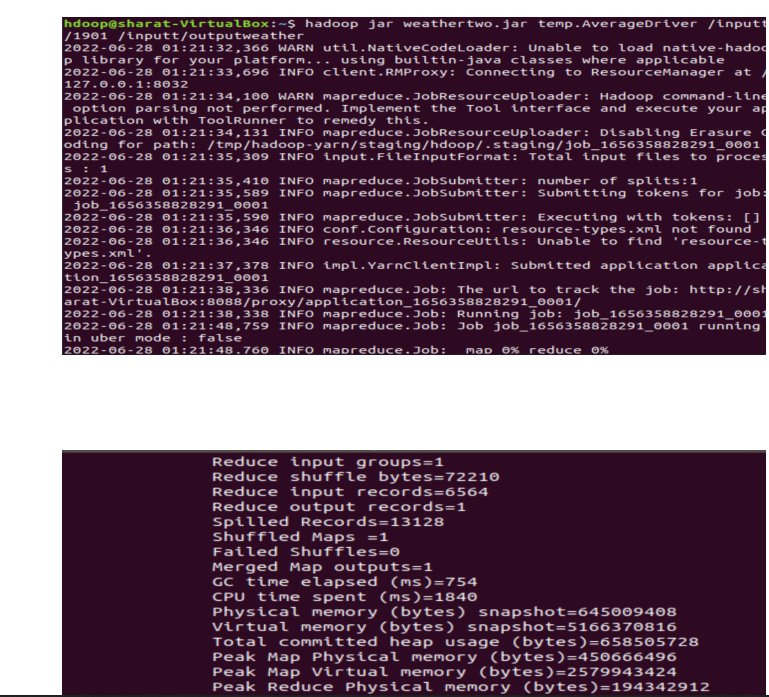 hdoop@sharat-VirtualBox:~$ hadoop jar weathertwo.jar temp.AverageDriver /inputt
/1901 /inputt/outputweather
2022-06-28 01:21:32,366 WARN util.NativeCodeLoader: Unable to load native-hadoo
p library for your platform... using builtin-java classes where applicable
2022-06-28 01:21:33,696 INFO client.RMProxy: Connecting to ResourceManager at /
127.0.0.1:8032
2022-06-28 01:21:34,100 WARN mapreduce.JobResourceUploader: Hadoop command-line
 option parsing not performed. Implement the Tool interface and execute your ap
plication with ToolRunner to remedy this.
2022-06-28 01:21:34,131 INFO mapreduce.JobResourceUploader: Disabling Erasure C
oding for path: /tmp/hadoop-yarn/staging/hdoop/.staging/job_1656358828291_0001
2022-06-28 01:21:35,309 INFO input.FileInputFormat: Total input files to proces
s : 1
2022-06-28 01:21:35,410 INFO mapreduce.JobSubmitter: number of splits:1
2022-06-28 01:21:35,589 INFO mapreduce.JobSubmitter: Submitting tokens for job:
 job_1656358828291_0001
2022-06-28 01:21:35,590 INFO mapreduce.JobSubmitter: Executing with tokens: []
2022-06-28 01:21:36,346 INFO conf.Configuration: resource-types.xml not found
2022-06-28 01:21:36,346 INFO resource.ResourceUtils: Unable to find 'resource-t
ypes.xml'.
2022-06-28 01:21:37,378 INFO impl.YarnClientImpl: Submitted application applica
tion_1656358828291_0001
2022-06-28 01:21:38,336 INFO mapreduce.Job: The url to track the job: http://sh
arat-VirtualBox:8088/proxy/application_1656358828291_0001/
2022-06-28 01:21:38,338 INFO mapreduce.Job: Running job: job_1656358828291_0001
2022-06-28 01:21:48,759 INFO mapreduce.Job: Job job_1656358828291_0001 running
in uber mode : false
2022-06-28 01:21:48,760 INFO mapreduce.Job:  map 0% reduce 0%
Reduce input groups=1
Reduce shuffle bytes=72210
Reduce input records=6564
Reduce output records=1
Spilled Records=13128
Shuffled Maps =1
Failed Shuffles=0
Merged Map outputs=1
GC time elapsed (ms)=754
CPU time spent (ms)=1840
Physical memory (bytes) snapshot=645009408
Virtual memory (bytes) snapshot=5166370816
Total committed heap usage (bytes)=658505728
Peak Map Physical memory (bytes)=450666496
Peak Map Virtual memory (bytes)=2579943424
Peak Reduce Physical memory (bytes)=194342912